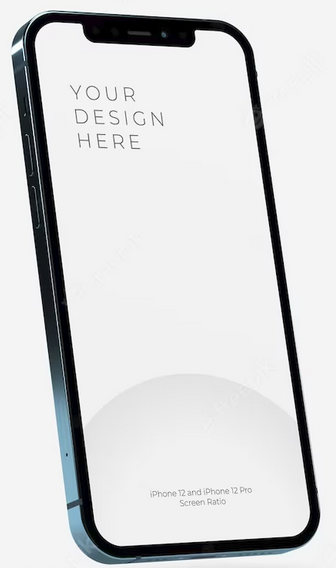 YOUR
DESIGN
HERE
iPhone 12 and iPhone 12 Pro
Screen Ratio